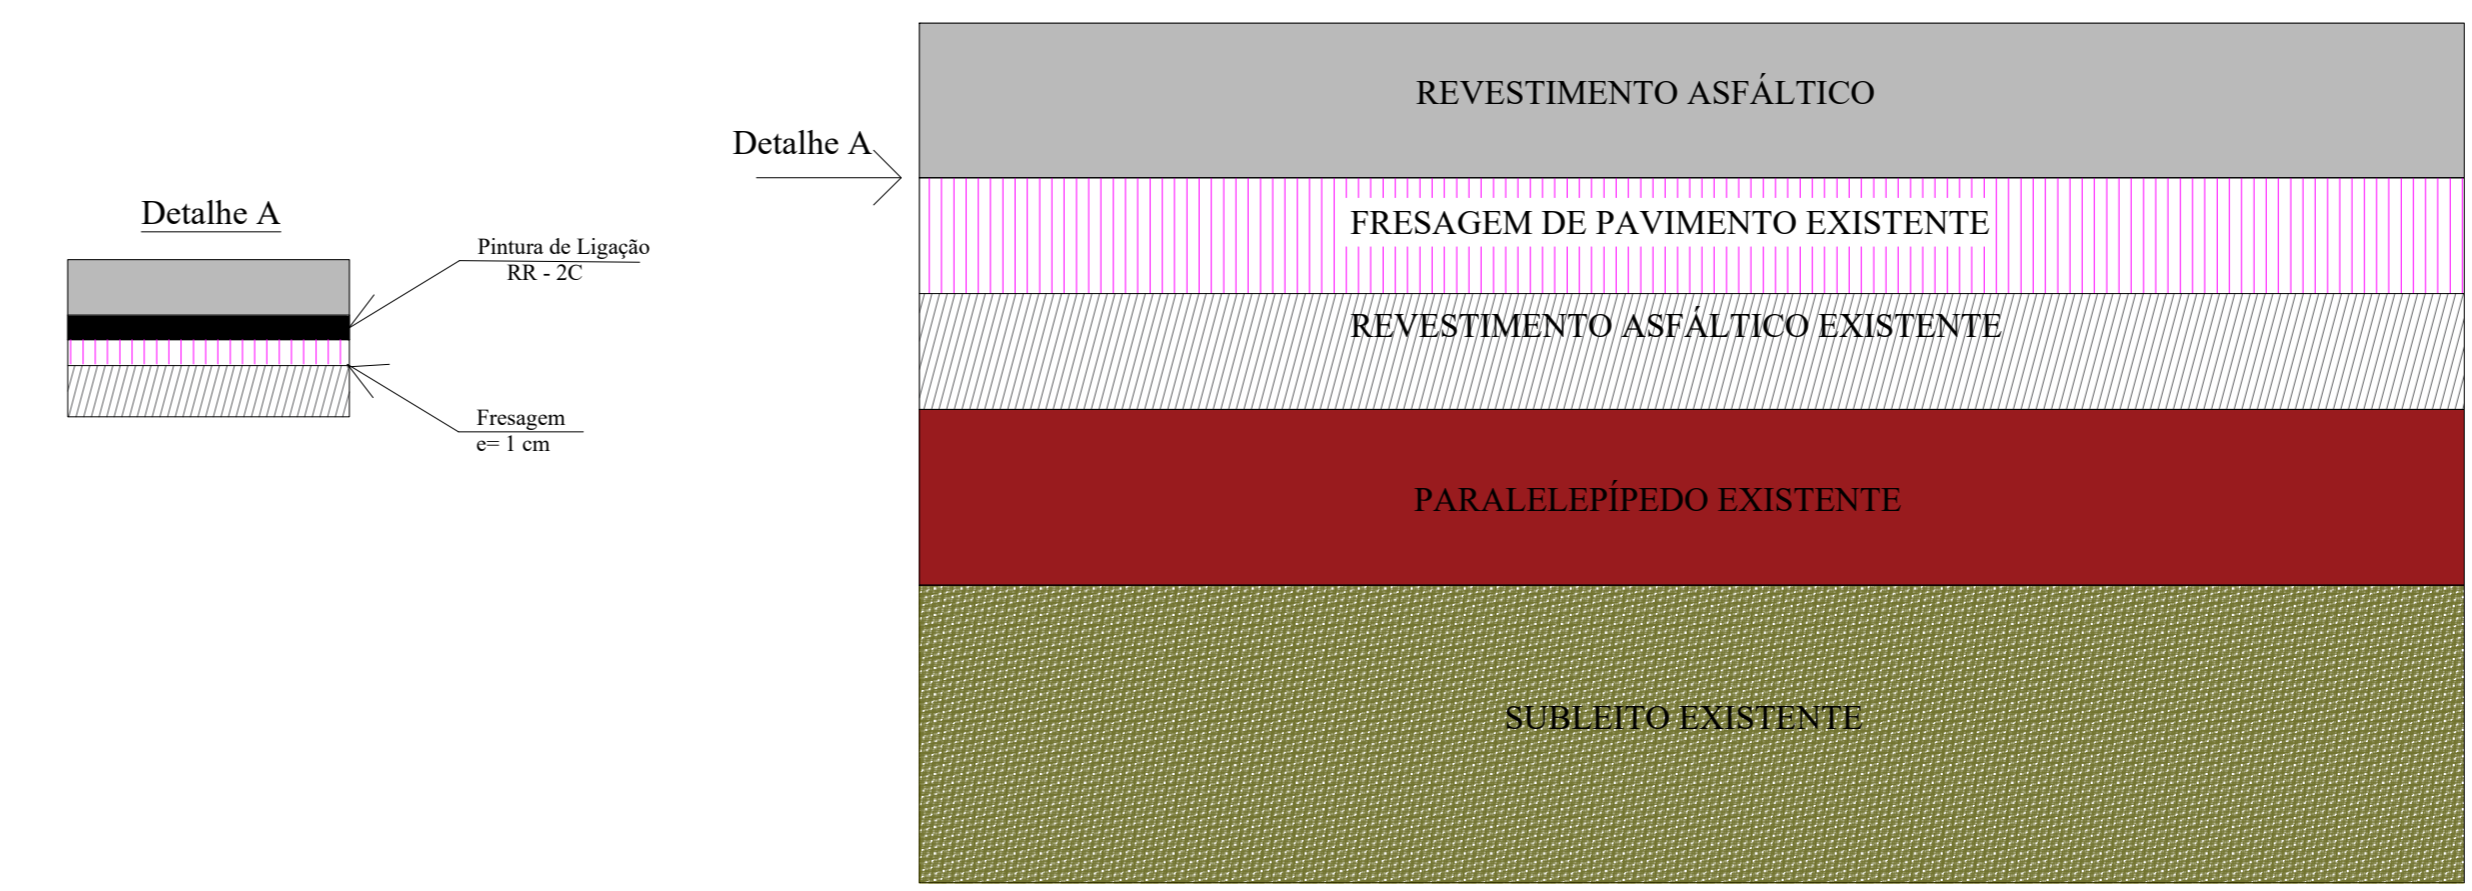 Detalhe A
Pintura de Ligação
RR - 2C
Fresagem
e= 1 cm
Detalhe A
REVESTIMENTO ASFÁLTICO
FRESAGEM DE PAVIMENTO EXISTENTE
REVESTIMENTO ASFÁLTICO EXISTENTE
PARALELEPÍPEDO EXISTENTE
SUBLEITO EXISTENTE